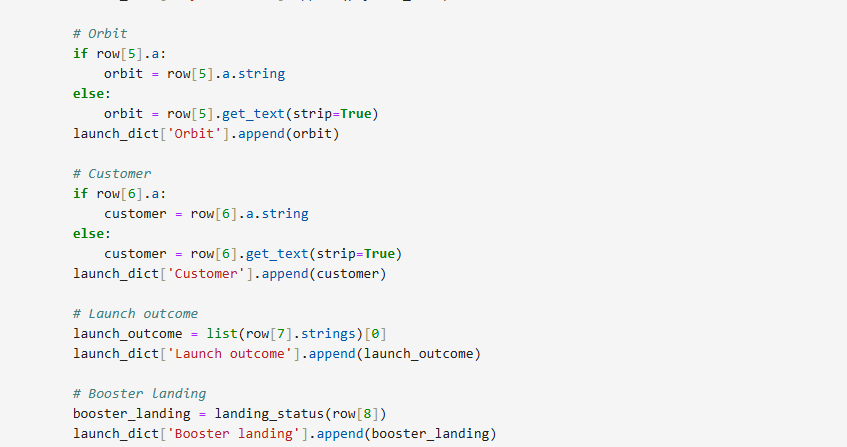 # Orbit
if row[5].a:
    orbit = row[5].a.string
else:
    orbit = row[5].get_text(strip=True)
launch_dict['Orbit'].append(orbit)

# Customer
if row[6].a:
    customer = row[6].a.string
else:
    customer = row[6].get_text(strip=True)
launch_dict['Customer'].append(customer)

# Launch outcome
launch_outcome = list(row[7].strings)[0]
launch_dict['Launch outcome'].append(launch_outcome)

# Booster landing
booster_landing = landing_status(row[8])
launch_dict['Booster landing'].append(booster_landing)